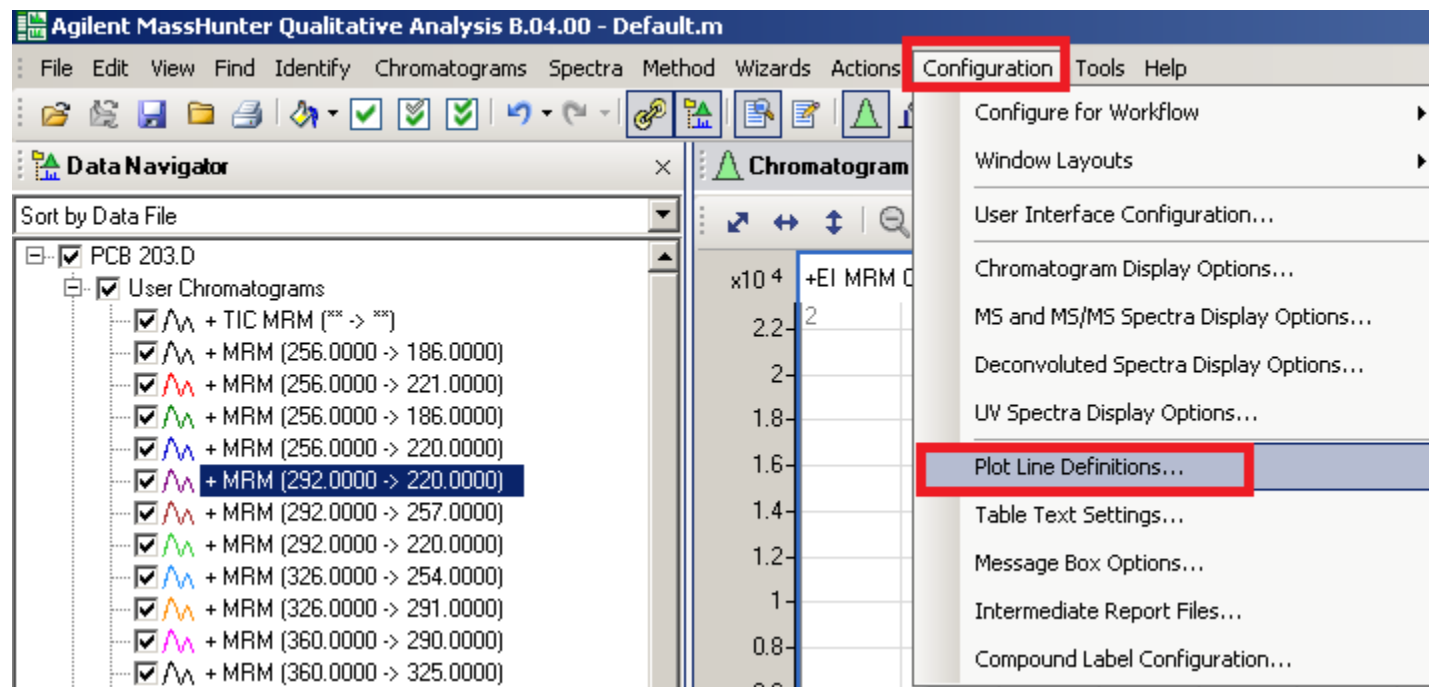 Agilent MassHunter Qualitative Analysis B.04.00 - Default.m
File Edit View Find Identify Chromatograms Spectra Method Wizards Actions Configuration Tools Help
Data Navigator
Sort by Data File
PCB 203.D
User Chromatograms
+ TIC MRM (** -> **)
+ MRM (256.0000 -> 186.0000)
+ MRM (256.0000 -> 221.0000)
+ MRM (256.0000 -> 186.0000)
+ MRM (256.0000 -> 220.0000)
+ MRM (292.0000 -> 220.0000)
+ MRM (292.0000 -> 257.0000)
+ MRM (292.0000 -> 220.0000)
+ MRM (326.0000 -> 254.0000)
+ MRM (326.0000 -> 291.0000)
+ MRM (360.0000 -> 290.0000)
+ MRM (360.0000 -> 325.0000)
Chromatogram
x10 4
+EI MRM
2
2.2
2
1.8
1.6
1.4
1.2
1
0.8
Configure for Workflow
Window Layouts
User Interface Configuration...
Chromatogram Display Options...
MS and MS/MS Spectra Display Options...
Deconvoluted Spectra Display Options...
UV Spectra Display Options...
Plot Line Definitions...
Table Text Settings...
Message Box Options...
Intermediate Report Files...
Compound Label Configuration...